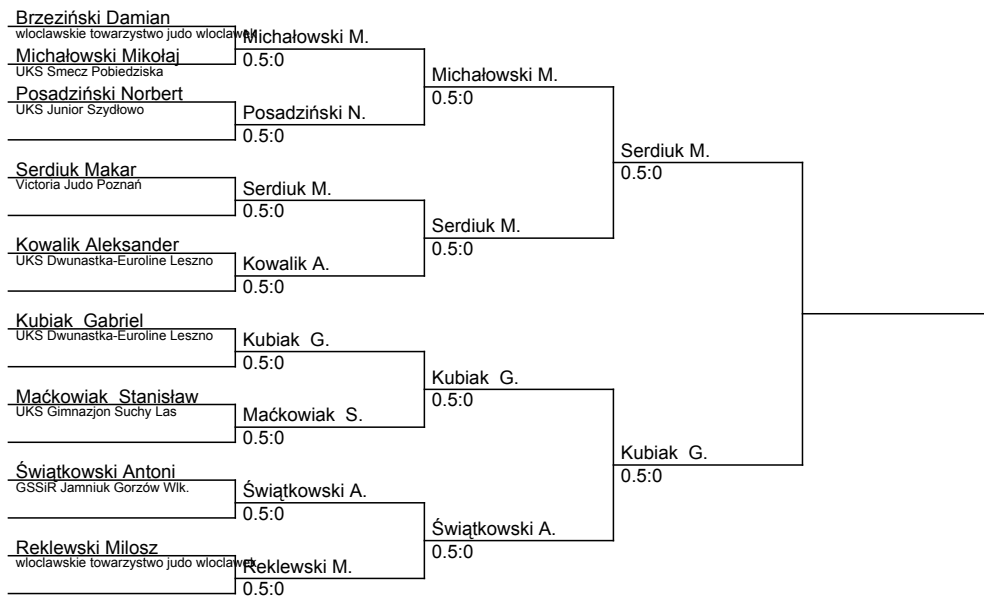 Brzeziński Damian
wloclawskie towarzystwo judo wloclawek
Michałowski M.
0.5:0
Michałowski Mikołaj
UKS Smecz Pobiedziska
Michałowski M.
0.5:0
Posadziński Norbert
UKS Junior Szydłowo
Posadziński N.
0.5:0
Serdiuk M.
0.5:0
Serdiuk Makar
Victoria Judo Poznań
Serdiuk M.
0.5:0
Serdiuk M.
0.5:0
Kowalik Aleksander
UKS Dwunastka-Euroline Leszno
Kowalik A.
0.5:0
Kubiak  Gabriel
UKS Dwunastka-Euroline Leszno
Kubiak  G.
0.5:0
Kubiak  G.
0.5:0
Maćkowiak  Stanisław
UKS Gimnazjon Suchy Las
Maćkowiak  S.
0.5:0
Kubiak  G.
0.5:0
Świątkowski Antoni
GSSiR Jamniuk Gorzów Wlk.
Świątkowski A.
0.5:0
Świątkowski A.
0.5:0
Reklewski Milosz
wloclawskie towarzystwo judo wloclawek
Reklewski M.
0.5:0